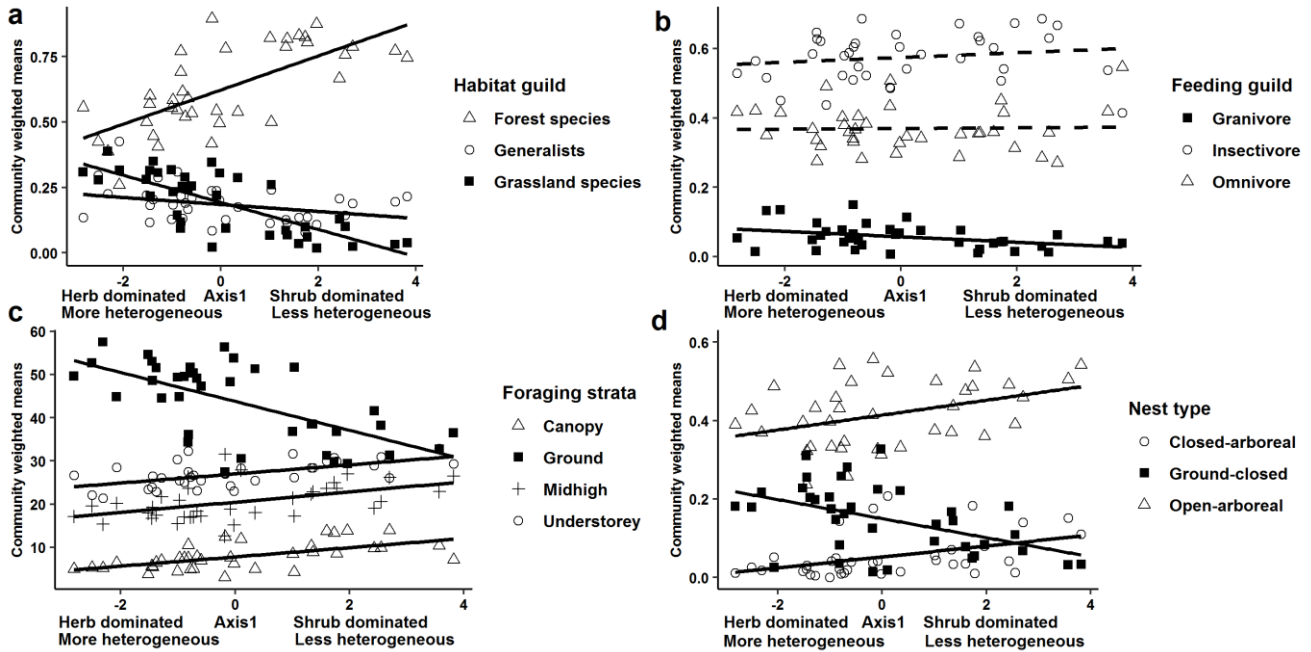 a
Community weighted means
0.75
0.50
0.25
0.00
-2
0
2
4
Herb dominated Axis1 Shrub dominated
More heterogeneous Less heterogeneous
Habitat guild
Forest species
Generalists
Grassland species
b
Community weighted means
0.6
0.4
0.2
0.0
-2
0
2
4
Herb dominated Axis1 Shrub dominated
More heterogeneous Less heterogeneous
Feeding guild
Granivore
Insectivore
Omnivore
c
Community weighted means
60
50
40
30
20
10
-2
0
2
4
Herb dominated Axis1 Shrub dominated
More heterogeneous Less heterogeneous
Foraging strata
Canopy
Ground
Midhigh
Understorey
d
Community weighted means
0.6
0.4
0.2
0.0
-2
0
2
4
Herb dominated Axis1 Shrub dominated
More heterogeneous Less heterogeneous
Nest type
Closed-arboreal
Ground-closed
Open-arboreal